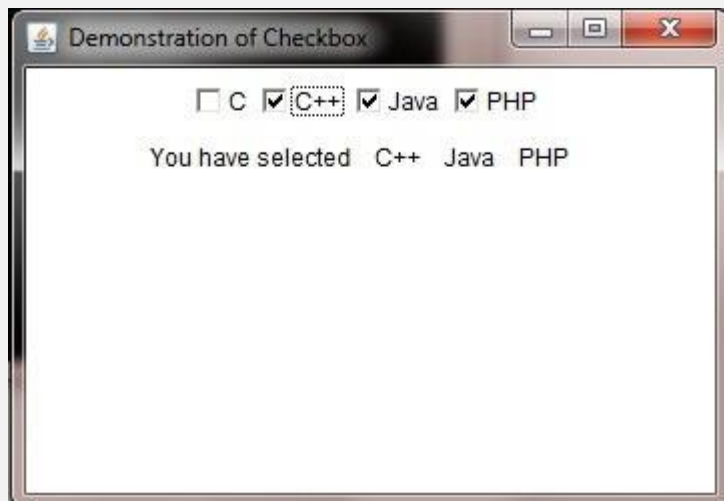 Demonstration of Checkbox
C C++ Java PHP
You have selected C++ Java PHP